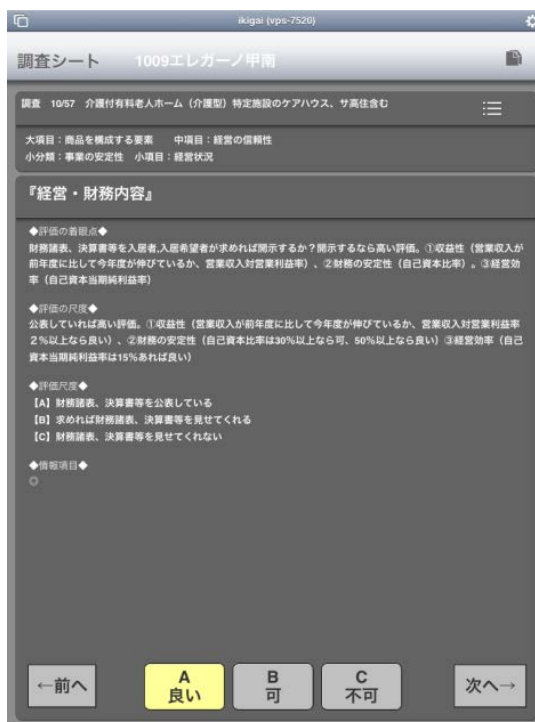 ikigai (vps-7520)
調査シート 1009エレガーノ甲南
調査 10/57 介護付有料老人ホーム（介護型）特定施設のケアハウス、サ高住含む
大項目：商品を構成する要素 中項目：経営の信頼性
小分類：事業の安定性 小項目：経営状況
『経営・財務内容』
◆評価の着眼点◆
財務諸表、決算書等を入居者,入居希望者が求めれば開示するか？開示するなら高い評価。①収益性（営業収入が
前年度に比して今年度が伸びているか、営業収入対営業利益率）、②財務の安定性（自己資本比率）。③経営効
率（自己資本当期純利益率）
◆評価の尺度◆
公表していれば高い評価。①収益性（営業収入が前年度に比して今年度が伸びているか、営業収入対営業利益率
２％以上なら良い）、②財務の安定性（自己資本比率は30％以上なら可、50％以上なら良い）③経営効率（自己
資本当期純利益率は15％あれば良い）
◆評価尺度◆
【A】財務諸表、決算書等を公表している
【B】求めれば財務諸表、決算書等を見せてくれる
【C】財務諸表、決算書等を見せてくれない
◆情報項目◆
◎
←前へ
A
良い
B
可
C
不可
次へ→